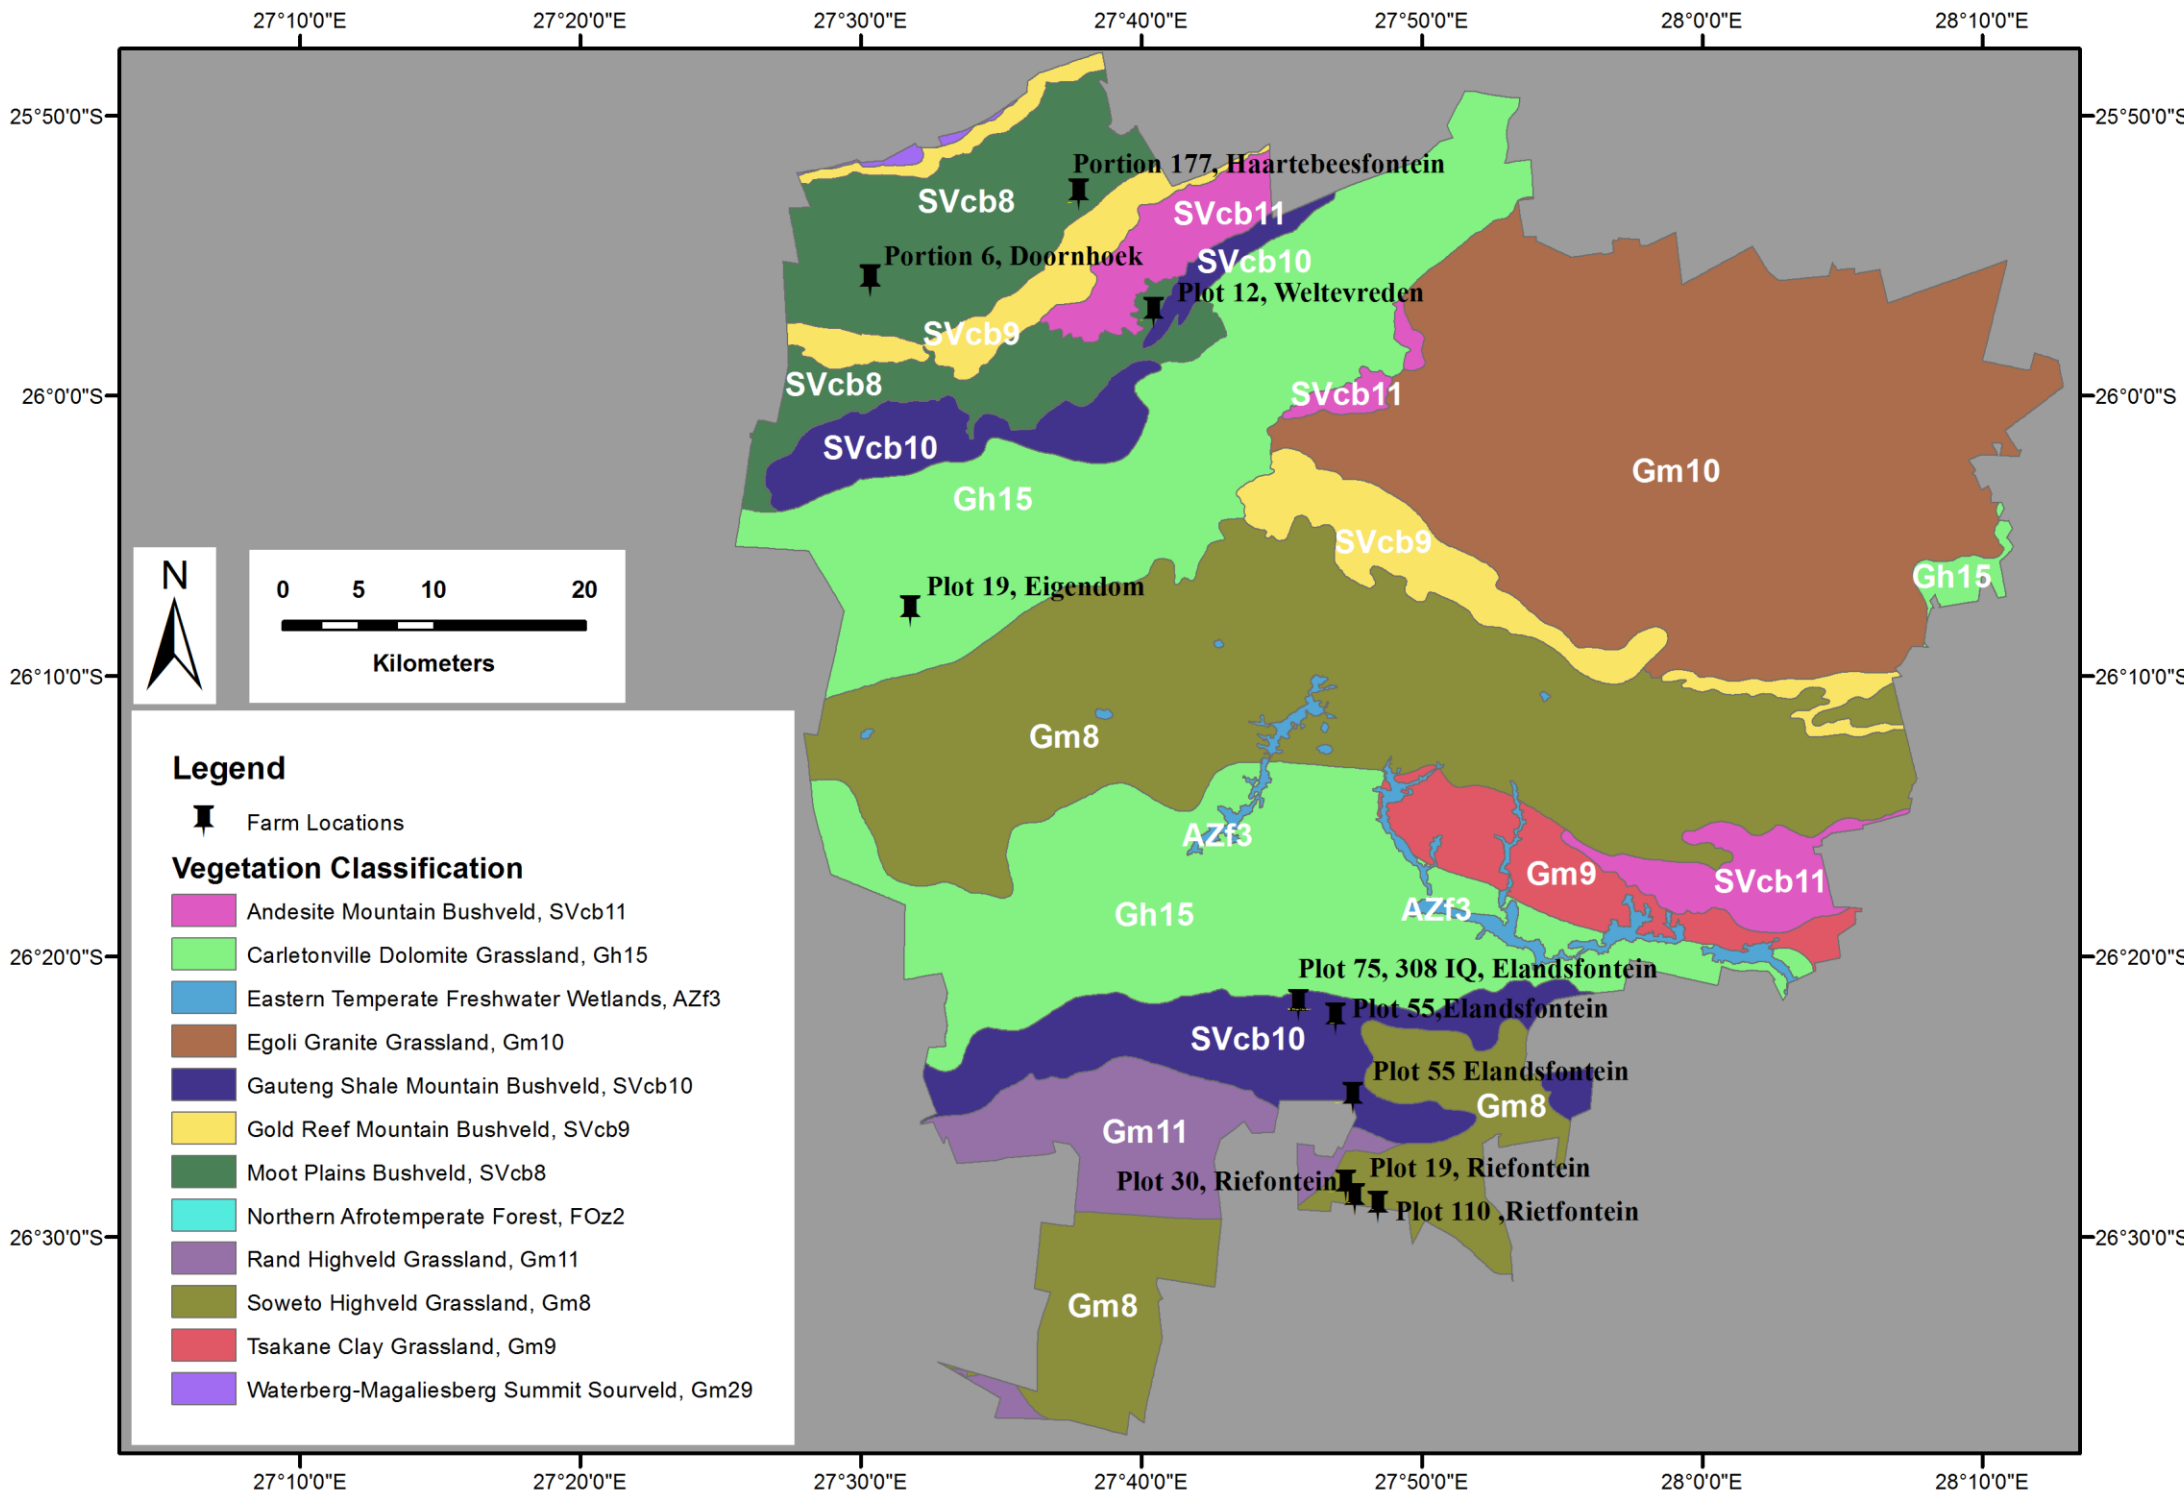 27°10'0"E 27°20'0"E 27°30'0"E 27°40'0"E 27°50'0"E 28°0'0"E 28°10'0"E
25°50'0"S 25°50'0"S
Portion 177, Haartebeesfontein
SVcb8
SVcb11
Portion 6, Doornhoek
SVcb10
Plot 12, Weltevreden
SVcb9
SVcb8
SVcb11
26°0'0"S 26°0'0"S
SVcb10
Gm10
Gh15
SVcb9
Gh15
Plot 19, Eigendom
N
0 5 10 20
Kilometers
26°10'0"S 26°10'0"S
Gm8
AZf3
Gm9
SVcb11
Gh15
AZf3
26°20'0"S 26°20'0"S
Plot 75, 308 IQ, Elandsfontein
Plot 55,Elandsfontein
SVcb10
Plot 55 Elandsfontein
Gm8
Gm11
Plot 19, Riefontein
Plot 30, Riefontein
Plot 110 ,Rietfontein
26°30'0"S 26°30'0"S
Gm8
Legend
Farm Locations
Vegetation Classification
Andesite Mountain Bushveld, SVcb11
Carletonville Dolomite Grassland, Gh15
Eastern Temperate Freshwater Wetlands, AZf3
Egoli Granite Grassland, Gm10
Gauteng Shale Mountain Bushveld, SVcb10
Gold Reef Mountain Bushveld, SVcb9
Moot Plains Bushveld, SVcb8
Northern Afrotemperate Forest, FOz2
Rand Highveld Grassland, Gm11
Soweto Highveld Grassland, Gm8
Tsakane Clay Grassland, Gm9
Waterberg-Magaliesberg Summit Sourveld, Gm29
27°10'0"E 27°20'0"E 27°30'0"E 27°40'0"E 27°50'0"E 28°0'0"E 28°10'0"E